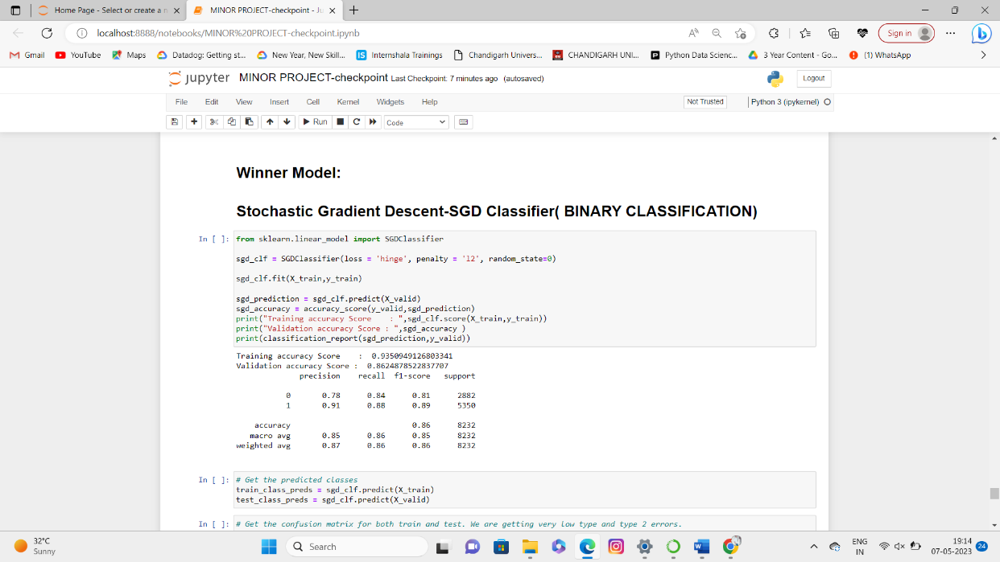 Home Page - Select or create a n
MINOR PROJECT-checkpoint - Ju
localhost:8888/notebooks/MINOR%20PROJECT-checkpoint.ipynb
Sign in
Gmail YouTube Maps Datadog: Getting st... New Year, New Skill... Internshala Trainings Chandigarh Univers... CHANDIGARH UNI... Python Data Scienc... 3 Year Content - Go... (1) WhatsApp
jupyter MINOR PROJECT-checkpoint Last Checkpoint: 7 minutes ago (autosaved)
Logout
File Edit View Insert Cell Kernel Widgets Help
Not Trusted
Python 3 (ipykernel)
Run
Code
Winner Model:
Stochastic Gradient Descent-SGD Classifier( BINARY CLASSIFICATION)
In [ ]: from sklearn.linear_model import SGDClassifier
sgd_clf = SGDClassifier(loss = 'hinge', penalty = 'l2', random_state=0)
sgd_clf.fit(X_train,y_train)
sgd_prediction = sgd_clf.predict(X_valid)
sgd_accuracy = accuracy_score(y_valid,sgd_prediction)
print("Training accuracy Score    : ",sgd_clf.score(X_train,y_train))
print("Validation accuracy Score : ",sgd_accuracy )
print(classification_report(sgd_prediction,y_valid))
Training accuracy Score    :  0.9350949126803341
Validation accuracy Score :  0.8624878522837707
precision recall f1-score support
0 0.78 0.84 0.81 2882
1 0.91 0.88 0.89 5350
accuracy 0.86 8232
macro avg 0.85 0.86 0.85 8232
weighted avg 0.87 0.86 0.86 8232
In [ ]: # Get the predicted classes
train_class_preds = sgd_clf.predict(X_train)
test_class_preds = sgd_clf.predict(X_valid)
In [ ]: # Get the confusion matrix for both train and test. We are getting very low type and type 2 errors.
32°C
Sunny
Search
ENG
IN
19:14
07-05-2023
24